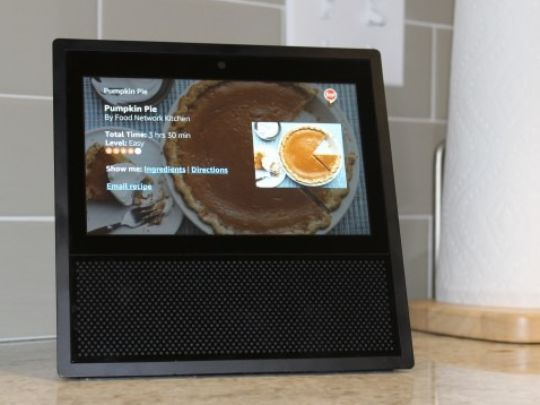 Pumpkin Pie
Pumpkin Pie
By Food Network Kitchen
Total Time: 3 hrs 50 min
Level: Easy
Show me: Ingredients | Directions
Email recipe